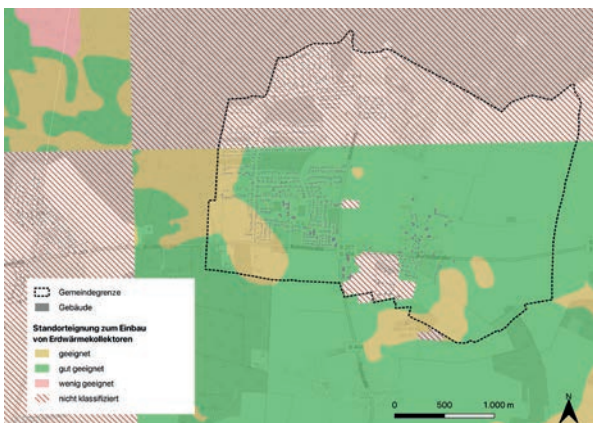 Gemeindegrenze
Gebäude
Standorteignung zum Einbau
von Erdwärmekollektoren
geeignet
gut geeignet
wenig geeignet
nicht klassifiziert
0 500 1.000 m
N